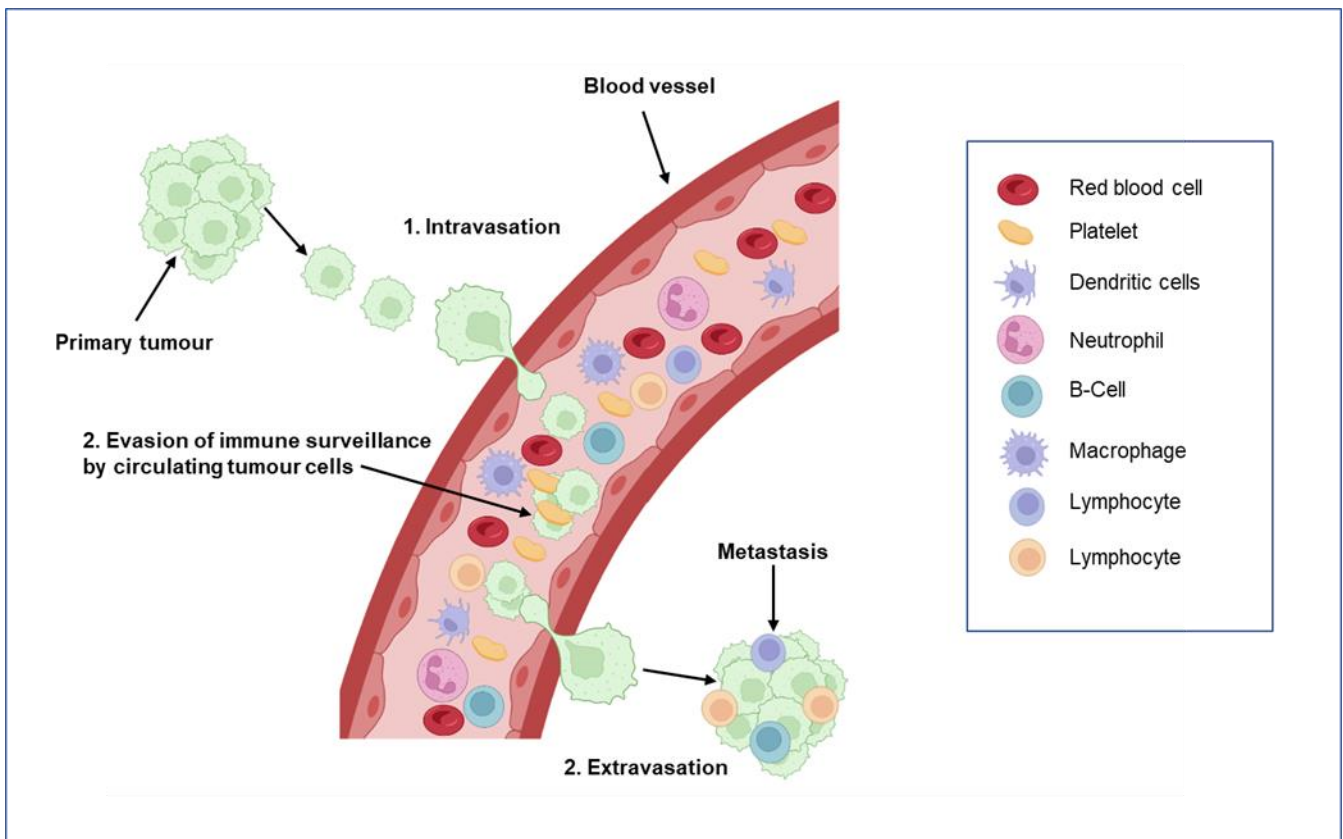 Blood vessel
1. Intravasation
Primary tumour
2. Evasion of immune surveillance
by circulating tumour cells
Metastasis
2. Extravasation
Red blood cell
Platelet
Dendritic cells
Neutrophil
B-Cell
Macrophage
Lymphocyte
Lymphocyte